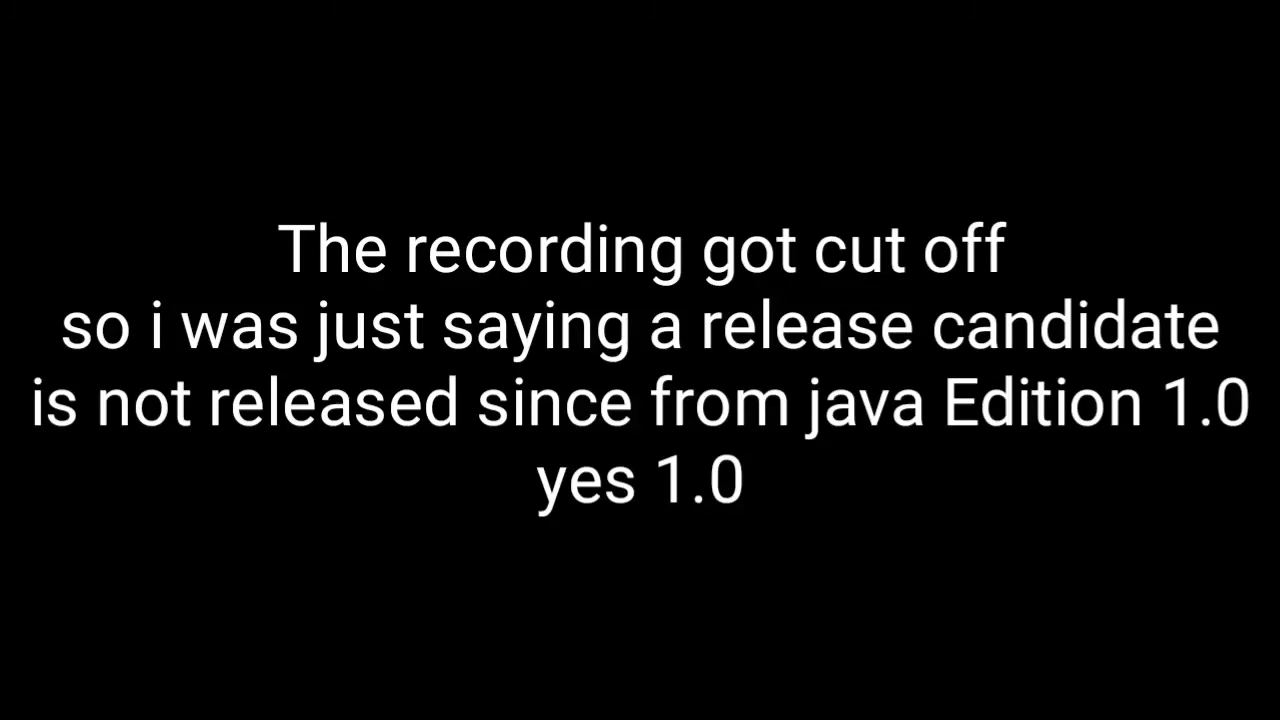 The recording got cut off
so i was just saying a release candidate
is not released since from java Edition 1.0
yes 1.0